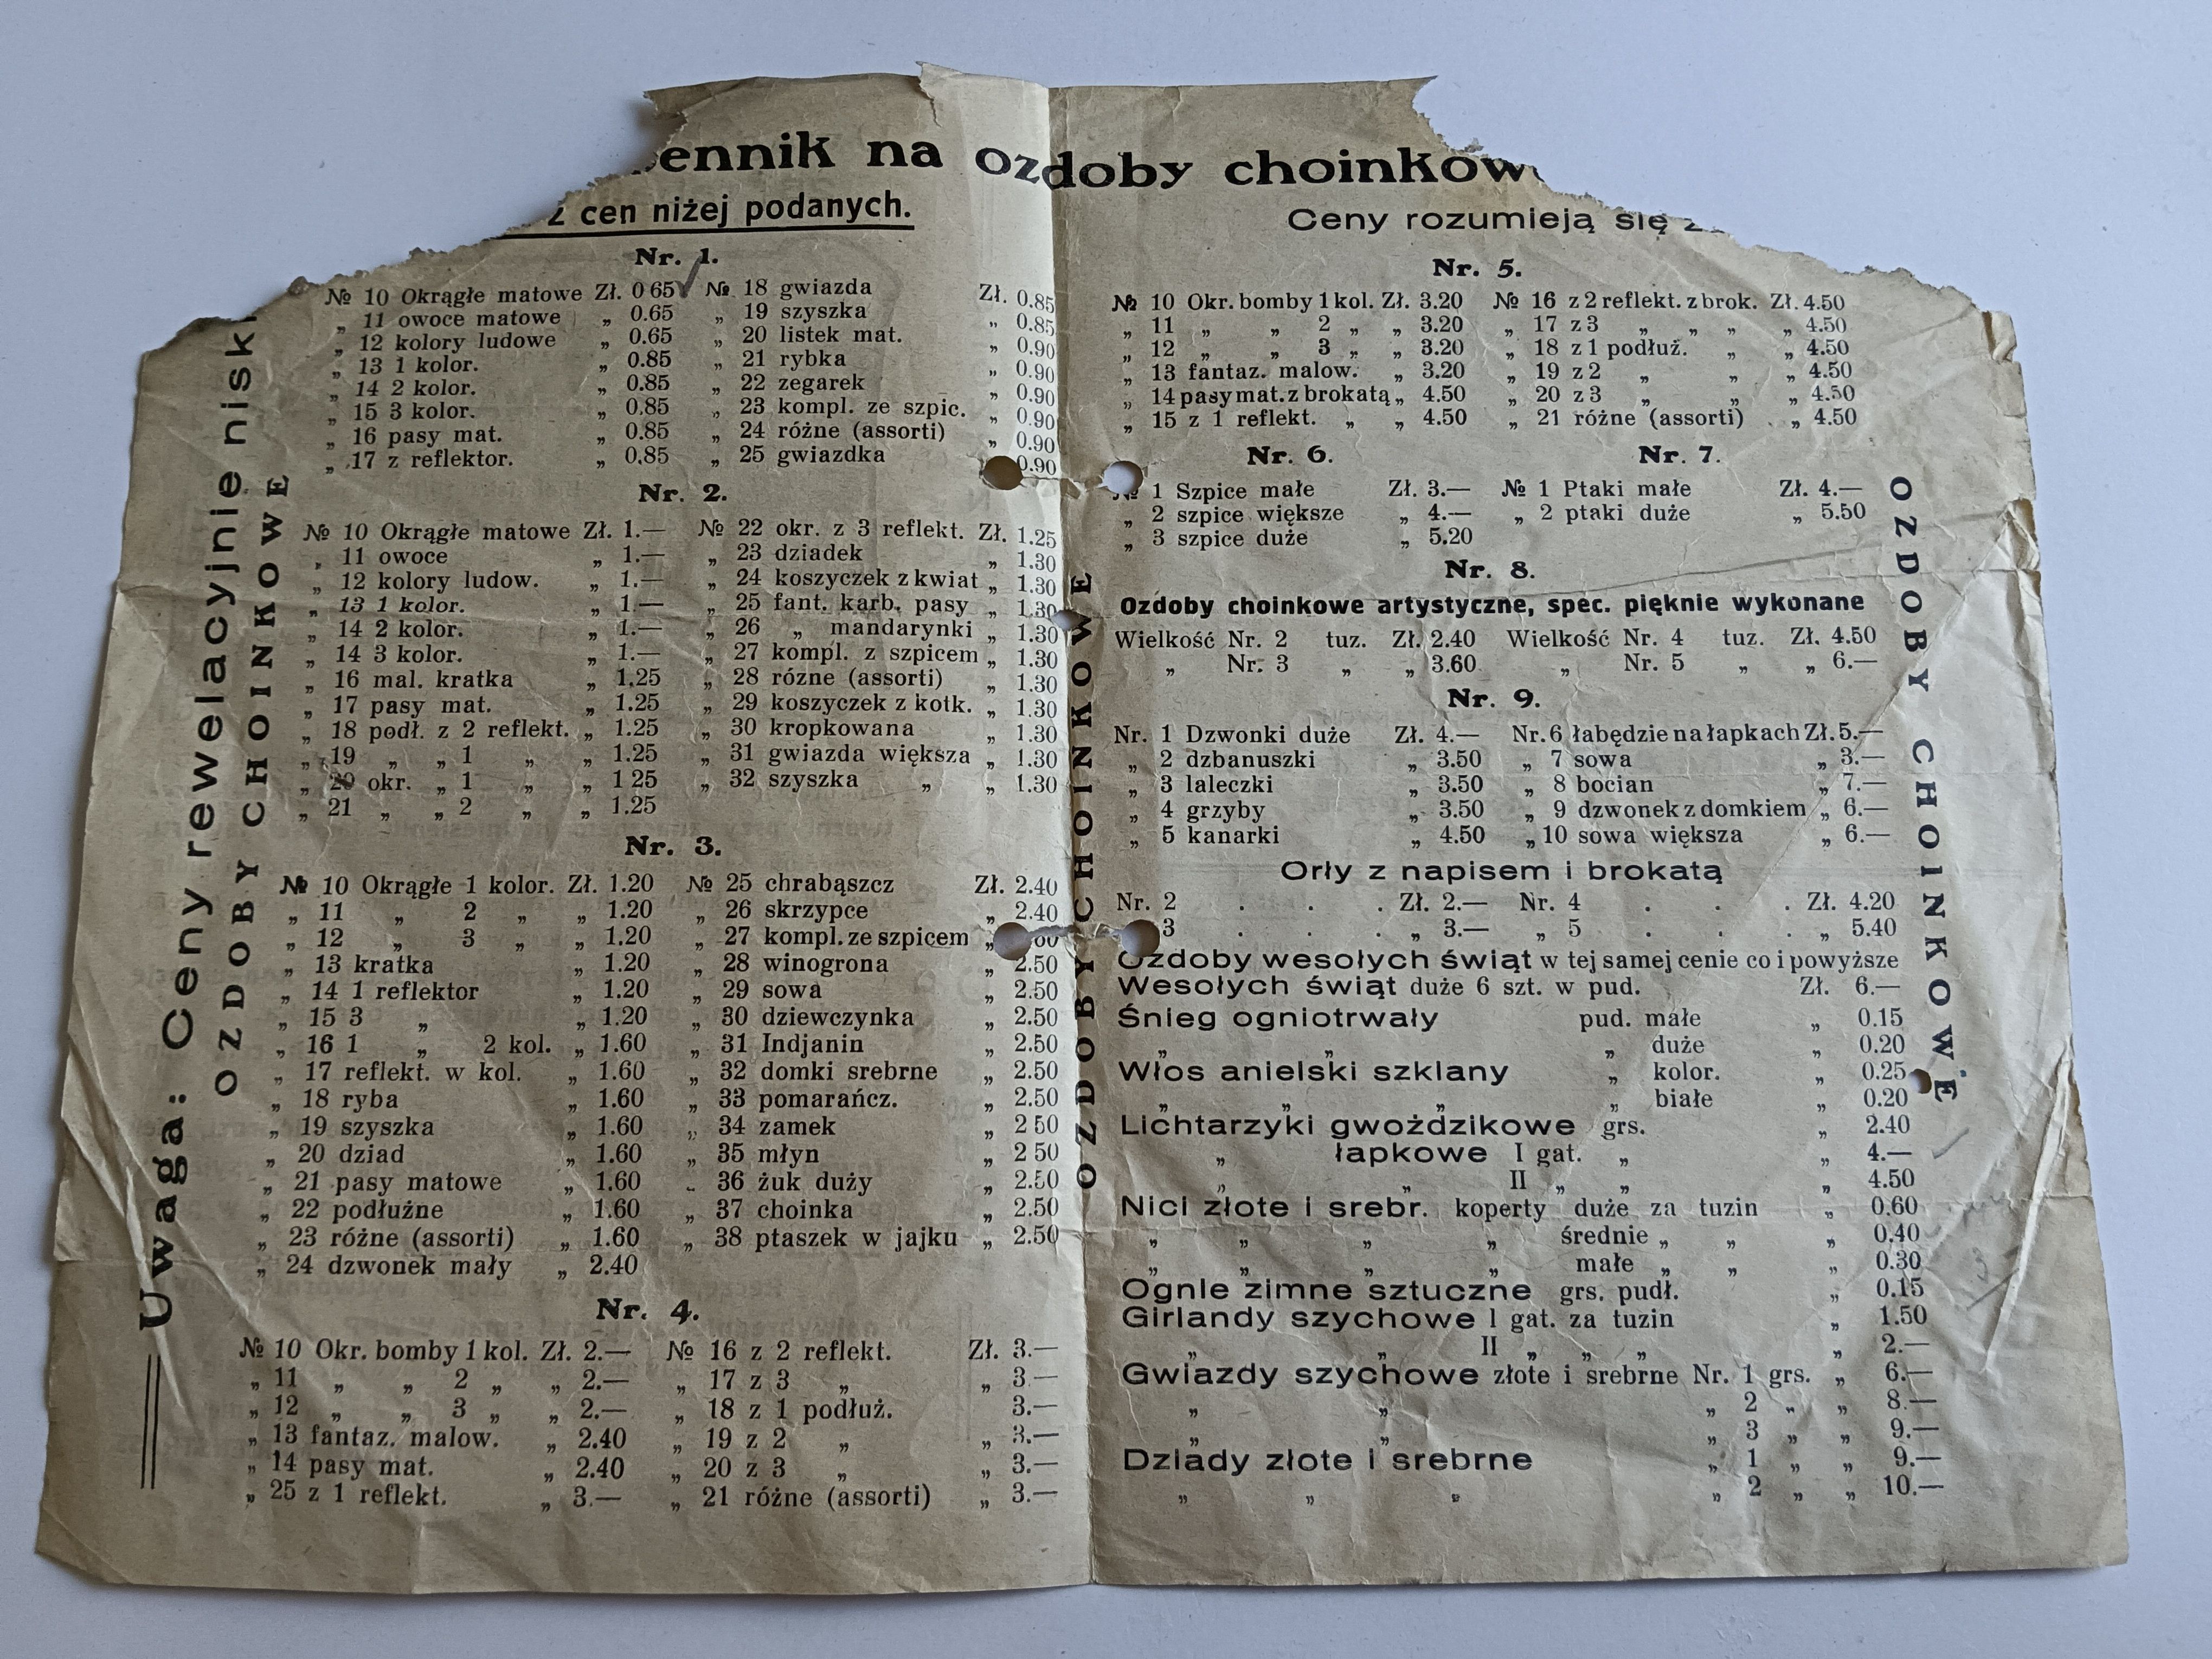 ennik na ozdoby choinkow
z cen niżej podanych.
Ceny rozumieją się
Uwaga: Ceny rewelacyjnie nisk
OZDOBY CHOINKOWE
Nr. 1.
№ 10 Okrągłe matowe Zł. 0 65 № 18 gwiazda Zł. 0.85
„ 11 owoce matowe „ 0.65 „ 19 szyszka „ 0.85
„ 12 kolory ludowe „ 0.65 „ 20 listek mat. „ 0.90
„ 13 1 kolor. „ 0.85 „ 21 rybka „ 0.90
„ 14 2 kolor. „ 0.85 „ 22 zegarek „ 0.90
„ 15 3 kolor. „ 0.85 „ 23 kompl. ze szpic. „ 0.90
„ 16 pasy mat. „ 0.85 „ 24 różne (assorti) „ 0.90
„ 17 z reflektor. „ 0.85 „ 25 gwiazdka 0.90
Nr. 2.
№ 10 Okrągłe matowe Zł. 1.— № 22 okr. z 3 reflekt. Zł. 1.25
„ 11 owoce „ 1.— „ 23 dziadek „ 1.30
„ 12 kolory ludow. „ 1.— „ 24 koszyczek z kwiat „ 1.30
„ 13 1 kolor. „ 1.— „ 25 fant. karb. pasy „ 1.30
„ 14 2 kolor. „ 1.— „ 26 „ mandarynki „ 1.30
„ 14 3 kolor. „ 1.— „ 27 kompl. z szpicem „ 1.30
„ 16 mal. kratka „ 1.25 „ 28 rózne (assorti) „ 1.30
„ 17 pasy mat. „ 1.25 „ 29 koszyczek z kotk. „ 1.30
„ 18 podł. z 2 reflekt. „ 1.25 „ 30 kropkowana „ 1.30
„ 19 „ „ 1 „ „ 1.25 „ 31 gwiazda większa „ 1.30
„ 20 okr. „ 1 „ „ 1 25 „ 32 szyszka „ „ 1.30
„ 21 „ „ 2 „ „ 1.25
Nr. 3.
№ 10 Okrągłe 1 kolor. Zł. 1.20 № 25 chrabąszcz Zł. 2.40
„ 11 „ 2 „ „ 1.20 „ 26 skrzypce „ 2.40
„ 12 „ 3 „ „ 1.20 „ 27 kompl. ze szpicem „
„ 13 kratka „ 1.20 „ 28 winogrona „ 2.50
„ 14 1 reflektor „ 1.20 „ 29 sowa „ 2.50
„ 15 3 „ „ 1.20 „ 30 dziewczynka „ 2.50
„ 16 1 „ 2 kol. „ 1.60 „ 31 Indjanin „ 2.50
„ 17 reflekt. w kol. „ 1.60 „ 32 domki srebrne „ 2.50
„ 18 ryba „ 1.60 „ 33 pomarańcz. „ 2.50
„ 19 szyszka „ 1.60 „ 34 zamek „ 2 50
„ 20 dziad „ 1.60 „ 35 młyn „ 2 50
„ 21 pasy matowe „ 1.60 „ 36 żuk duży „ 2.50
„ 22 podłużne „ 1.60 „ 37 choinka „ 2.50
„ 23 różne (assorti) „ 1.60 „ 38 ptaszek w jajku „ 2.50
„ 24 dzwonek mały „ 2.40
Nr. 4.
№ 10 Okr. bomby 1 kol. Zł. 2.— № 16 z 2 reflekt. Zł. 3.—
„ 11 „ „ 2 „ „ 2.— „ 17 z 3 „ „ 3.—
„ 12 „ „ 3 „ „ 2.— „ 18 z 1 podłuż. 3.—
„ 13 fantaz. malow. „ 2.40 „ 19 z 2 „ „ 3.—
„ 14 pasy mat. „ 2.40 „ 20 z 3 „ „ 3.—
„ 25 z 1 reflekt. „ 3.— „ 21 różne (assorti) „ 3.—
OZDOBY CHOINKOWE
Nr. 5.
№ 10 Okr. bomby 1 kol. Zł. 3.20 № 16 z 2 reflekt. z brok. Zł. 4.50
„ 11 „ „ 2 „ „ 3.20 „ 17 z 3 „ „ „ „ 4.50
„ 12 „ „ 3 „ „ 3.20 „ 18 z 1 podłuż. „ „ 4.50
„ 13 fantaz. malow. „ 3.20 „ 19 z 2 „ „ „ 4.50
„ 14 pasy mat. z brokatą „ 4.50 „ 20 z 3 „ „ „ 4.50
„ 15 z 1 reflekt. „ „ 4.50 „ 21 różne (assorti) „ 4.50
Nr. 6. Nr. 7.
№ 1 Szpice małe Zł. 3.— № 1 Ptaki małe Zł. 4.—
„ 2 szpice większe „ 4.— „ 2 ptaki duże „ 5.50
„ 3 szpice duże „ 5.20
Nr. 8.
Ozdoby choinkowe artystyczne, spec. pięknie wykonane
Wielkość Nr. 2 tuz. Zł. 2.40 Wielkość Nr. 4 tuz. Zł. 4.50
„ Nr. 3 „ „ 3.60 „ Nr. 5 „ „ 6.—
Nr. 9.
Nr. 1 Dzwonki duże Zł. 4.— Nr. 6 łabędzie na łapkach Zł. 5.—
„ 2 dzbanuszki „ 3.50 „ 7 sowa „ 3.—
„ 3 laleczki „ 3.50 „ 8 bocian „ 7.—
„ 4 grzyby „ 3.50 „ 9 dzwonek z domkiem „ 6.—
„ 5 kanarki „ 4.50 „ 10 sowa większa „ 6.—
Orły z napisem i brokatą
Nr. 2 . . . Zł. 2.— Nr. 4 . . . Zł. 4.20
3 . . . „ 3.— „ 5 . . . „ 5.40
Ozdoby wesołych świąt w tej samej cenie co i powyższe
Wesołych świąt duże 6 szt. w pud. Zł. 6.—
Śnieg ogniotrwały pud. małe „ 0.15
„ „ „ duże „ 0.20
Włos anielski szklany „ kolor. „ 0.25
„ „ „ „ białe „ 0.20
Lichtarzyki gwożdzikowe grs. „ 2.40
„ łapkowe I gat. „ „ 4.—
„ „ II „ „ „ 4.50
Nici złote i srebr. koperty duże za tuzin „ 0.60
„ „ „ „ średnie „ „ „ 0.40
„ „ „ „ małe „ „ „ 0.30
Ognie zimne sztuczne grs. pudł. „ 0.15
Girlandy szychowe I gat. za tuzin „ 1.50
„ „ II „ „ „ „ 2.—
Gwiazdy szychowe złote i srebrne Nr. 1 grs. „ 6.—
„ „ „ 2 „ „ 8.—
„ „ „ 3 „ „ 9.—
Dziady złote i srebrne „ 1 „ „ 9.—
„ „ „ „ 2 „ „ 10.—
OZDOBY CHOINKOWE